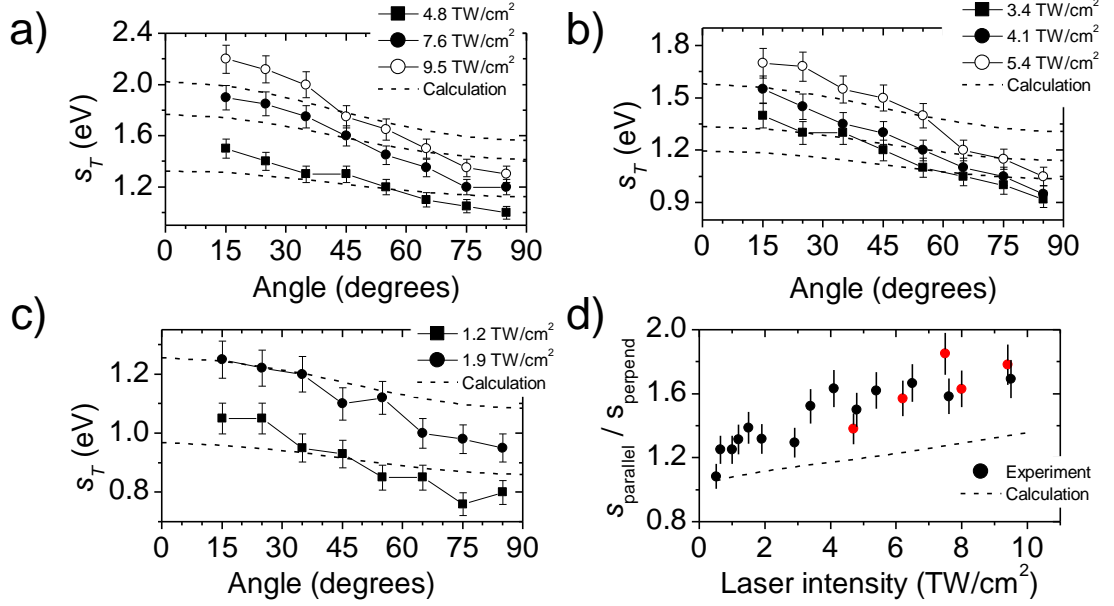 a)
2.4
2.0
1.6
1.2
s_T (eV)
4.8 TW/cm²
7.6 TW/cm²
9.5 TW/cm²
Calculation
0 15 30 45 60 75 90
Angle (degrees)
b)
1.8
1.5
1.2
0.9
s_T (eV)
3.4 TW/cm²
4.1 TW/cm²
5.4 TW/cm²
Calculation
0 15 30 45 60 75 90
Angle (degrees)
c)
1.2
1.0
0.8
s_T (eV)
1.2 TW/cm²
1.9 TW/cm²
Calculation
0 15 30 45 60 75 90
Angle (degrees)
d)
2.0
1.6
1.2
0.8
s_parallel / s_perpend
Experiment
Calculation
0 2 4 6 8 10
Laser intensity (TW/cm²)